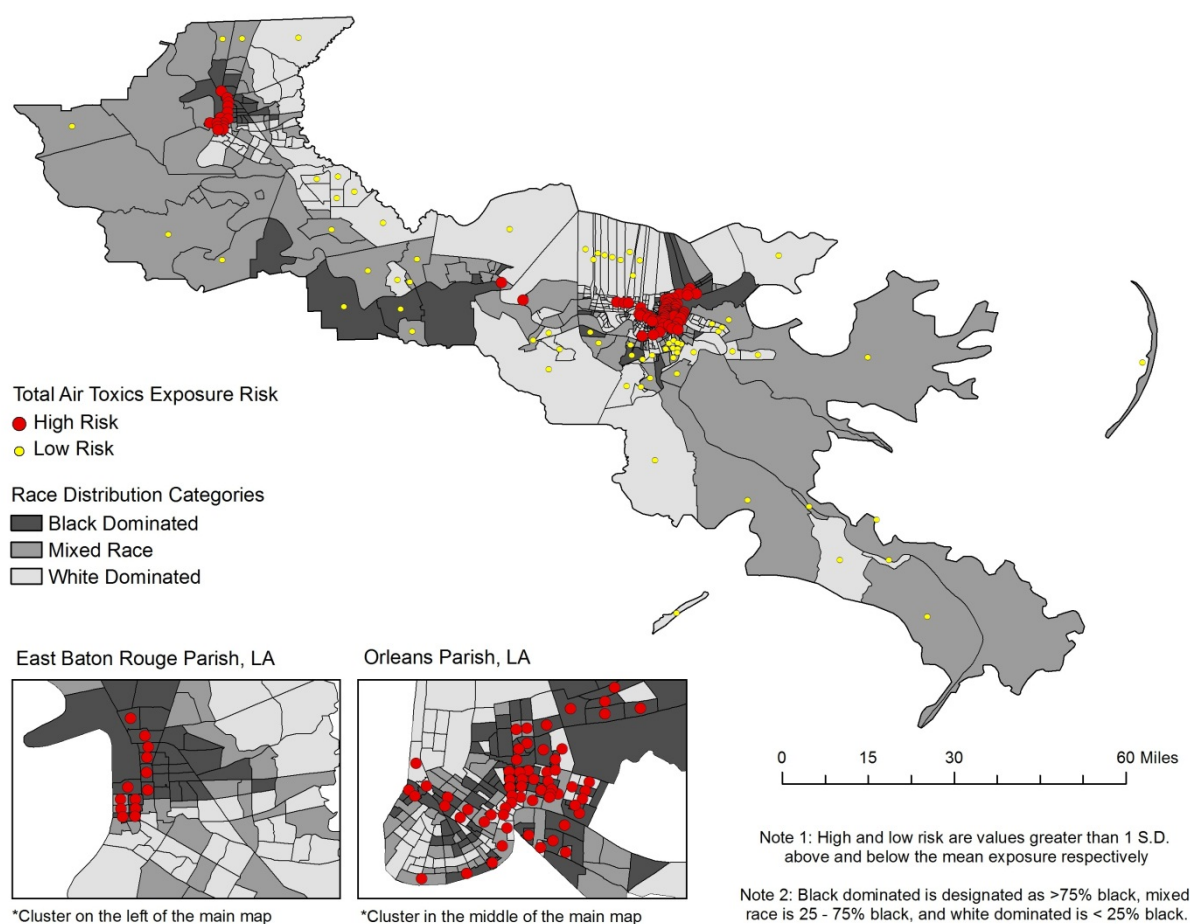 Total Air Toxics Exposure Risk
High Risk
Low Risk
Race Distribution Categories
Black Dominated
Mixed Race
White Dominated
East Baton Rouge Parish, LA
*Cluster on the left of the main map
Orleans Parish, LA
*Cluster in the middle of the main map
0 15 30 60 Miles
Note 1: High and low risk are values greater than 1 S.D.
above and below the mean exposure respectively
Note 2: Black dominated is designated as >75% black, mixed
race is 25 - 75% black, and white dominated is < 25% black.